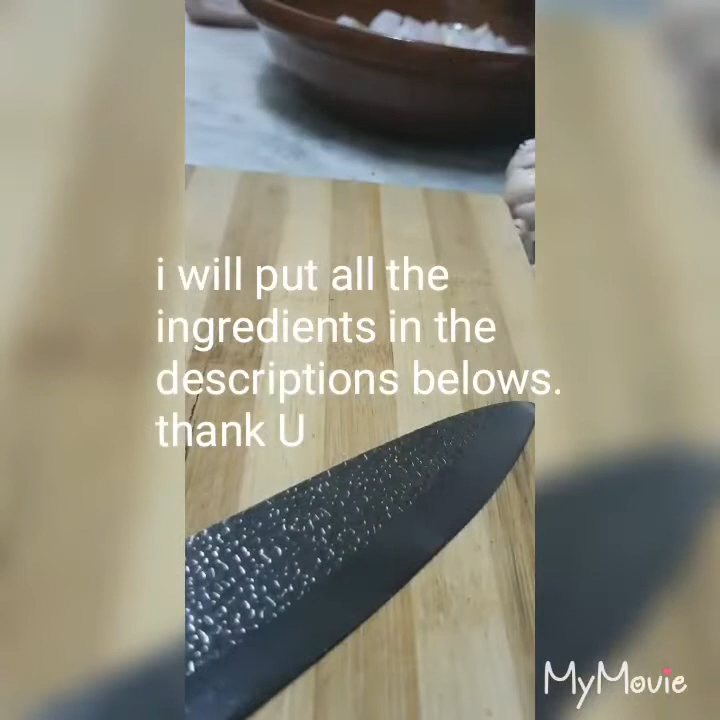 i will put all the
ingredients in the
descriptions belows.
thank U
MyMovie